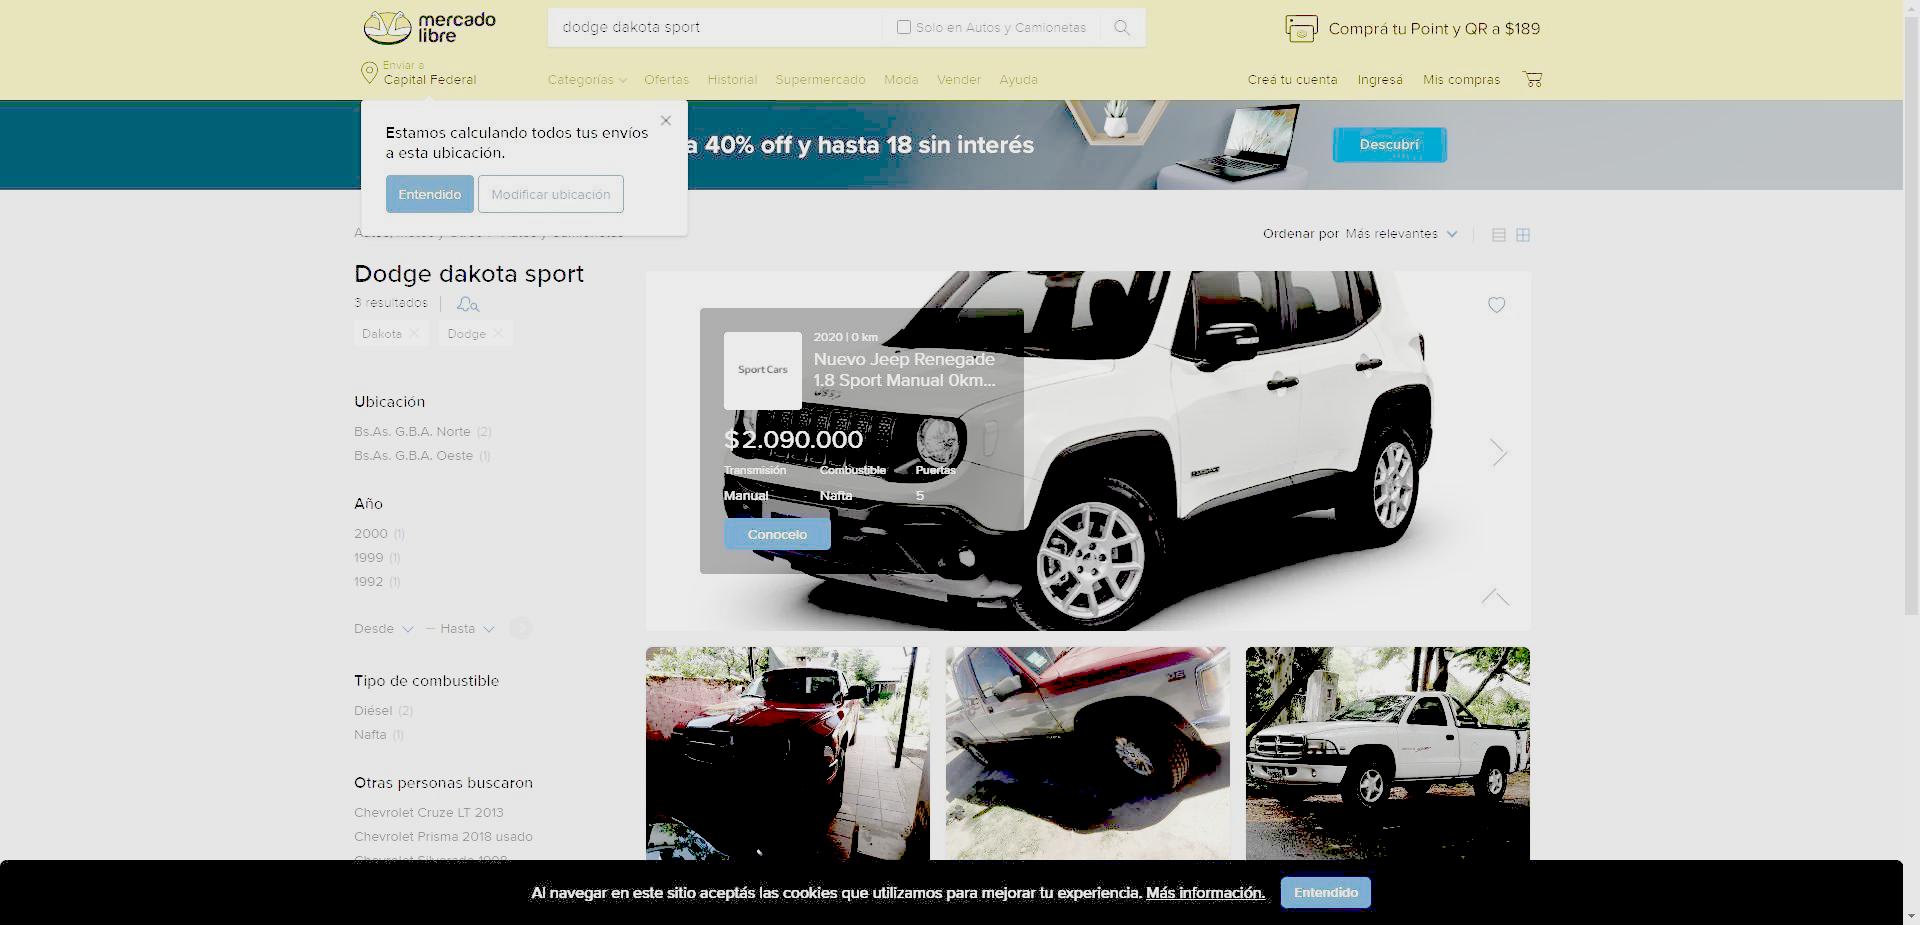 mercado
libre
dodge dakota sport
Solo en Autos y Camionetas
Comprá tu Point y QR a $189
Enviar a
Capital Federal
Categorías
Ofertas
Historial
Supermercado
Moda
Vender
Ayuda
Creá tu cuenta
Ingresá
Mis compras
Estamos calculando todos tus envíos
a esta ubicación.
Entendido
Modificar ubicación
a 40% off y hasta 18 sin interés
Descubrí
Ordenar por Más relevantes
Dodge dakota sport
3 resultados
Dakota
Dodge
Ubicación
Bs.As. G.B.A. Norte (2)
Bs.As. G.B.A. Oeste (1)
Año
2000 (1)
1999 (1)
1992 (1)
Desde
— Hasta
Tipo de combustible
Diésel (2)
Nafta (1)
Otras personas buscaron
Chevrolet Cruze LT 2013
Chevrolet Prisma 2018 usado
Sport Cars
2020 | 0 km
Nuevo Jeep Renegade
1.8 Sport Manual 0km...
$2.090.000
Transmisión
Combustible
Puertas
Manual
Nafta
5
Conocelo
Al navegar en este sitio aceptás las cookies que utilizamos para mejorar tu experiencia. Más información.
Entendido